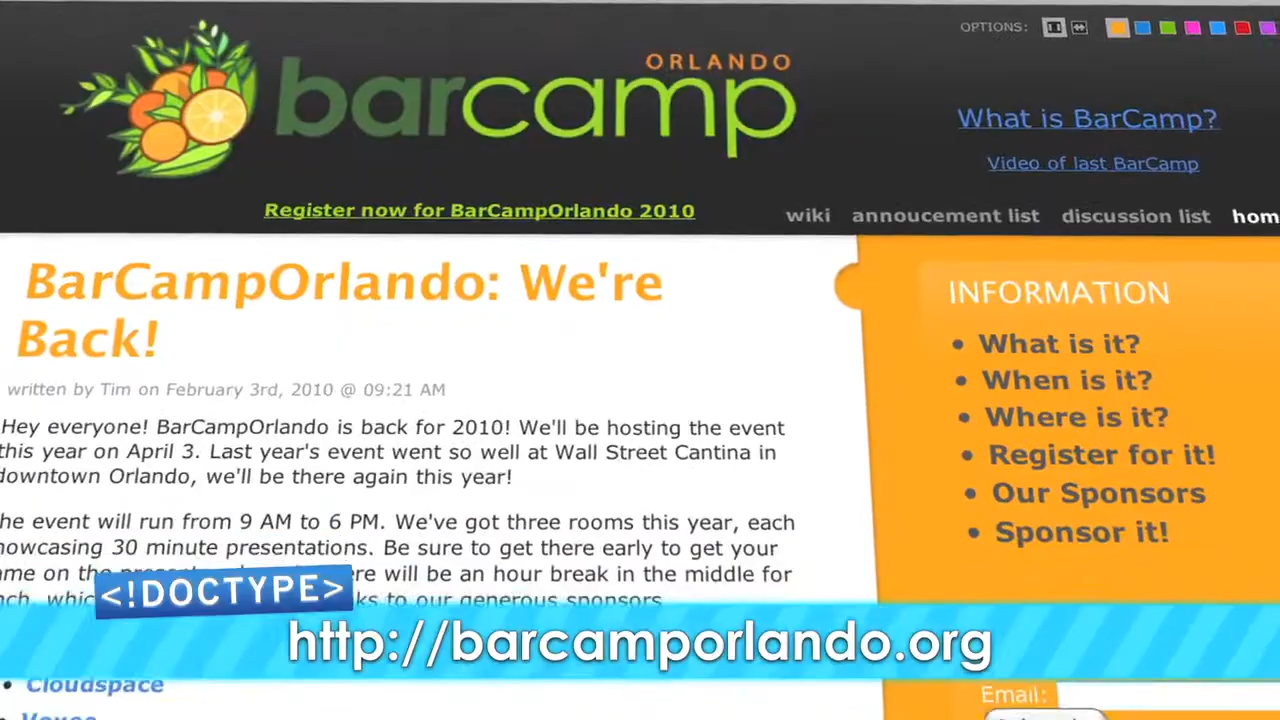 OPTIONS:
ORLANDO
barcamp
What is BarCamp?
Video of last BarCamp
Register now for BarCampOrlando 2010
wiki annoucement list discussion list hom
BarCampOrlando: We're
Back!
written by Tim on February 3rd, 2010 @ 09:21 AM
Hey everyone! BarCampOrlando is back for 2010! We'll be hosting the event
this year on April 3. Last year's event went so well at Wall Street Cantina in
downtown Orlando, we'll be there again this year!
he event will run from 9 AM to 6 PM. We've got three rooms this year, each
howcasing 30 minute presentations. Be sure to get there early to get your
me on the will be an hour break in the middle for
to our generous sponsors
INFORMATION
• What is it?
• When is it?
• Where is it?
• Register for it!
• Our Sponsors
• Sponsor it!
<!DOCTYPE>
http://barcamporlando.org
• Cloudspace
Email: